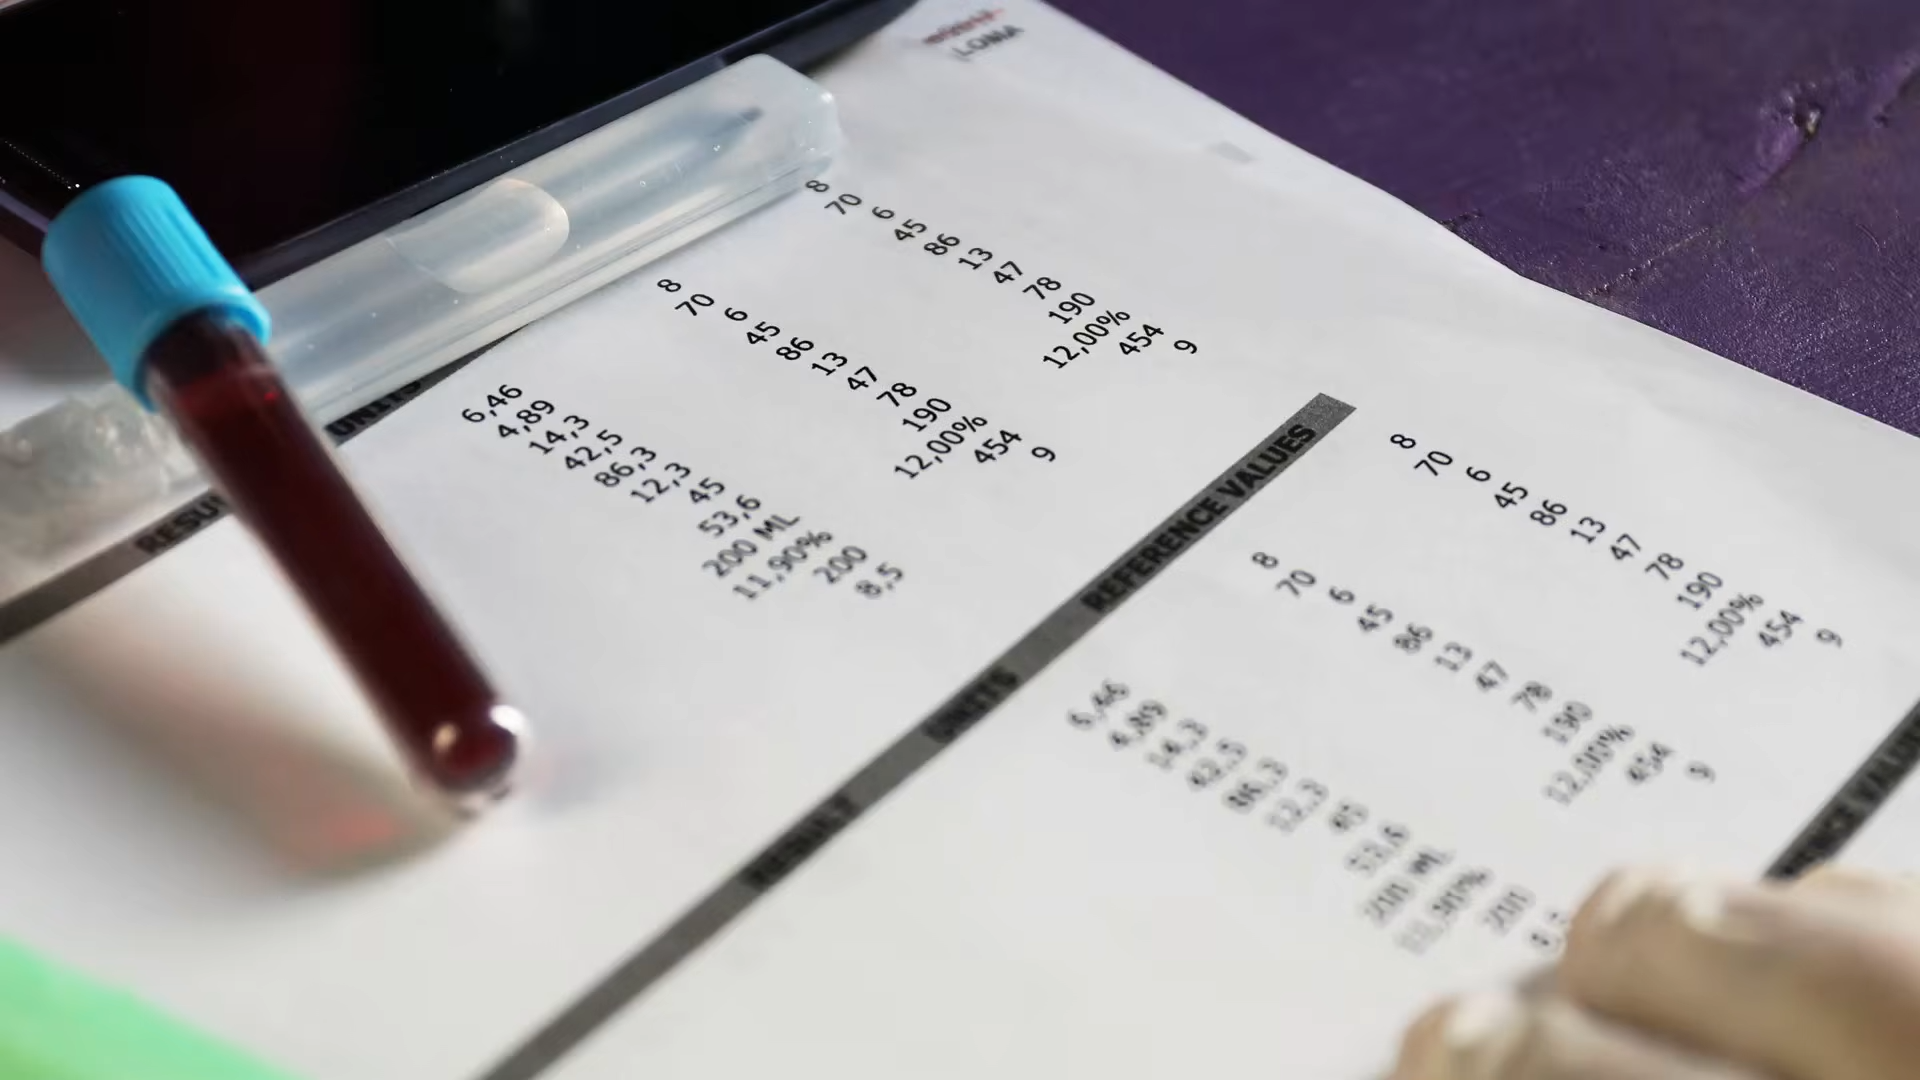 RESU UNITS
6,46 8 8
4,89 70 70
14,3 6 6
42,5 45 45
86,3 86 86
12,3 13 13
45 47 47
53,6 78 78
200 ML 190 190
11,90% 12,00% 12,00%
200 454 454
8,5 9 9
RESULT UNITS REFERENCE VALUES
6,46 8 8
4,89 70 70
14,3 6 6
42,5 45 45
86,3 86 86
12,3 13 13
45 47 47
53,6 78 78
ML 190 190
12,00% 12,00%
454 454
9 9